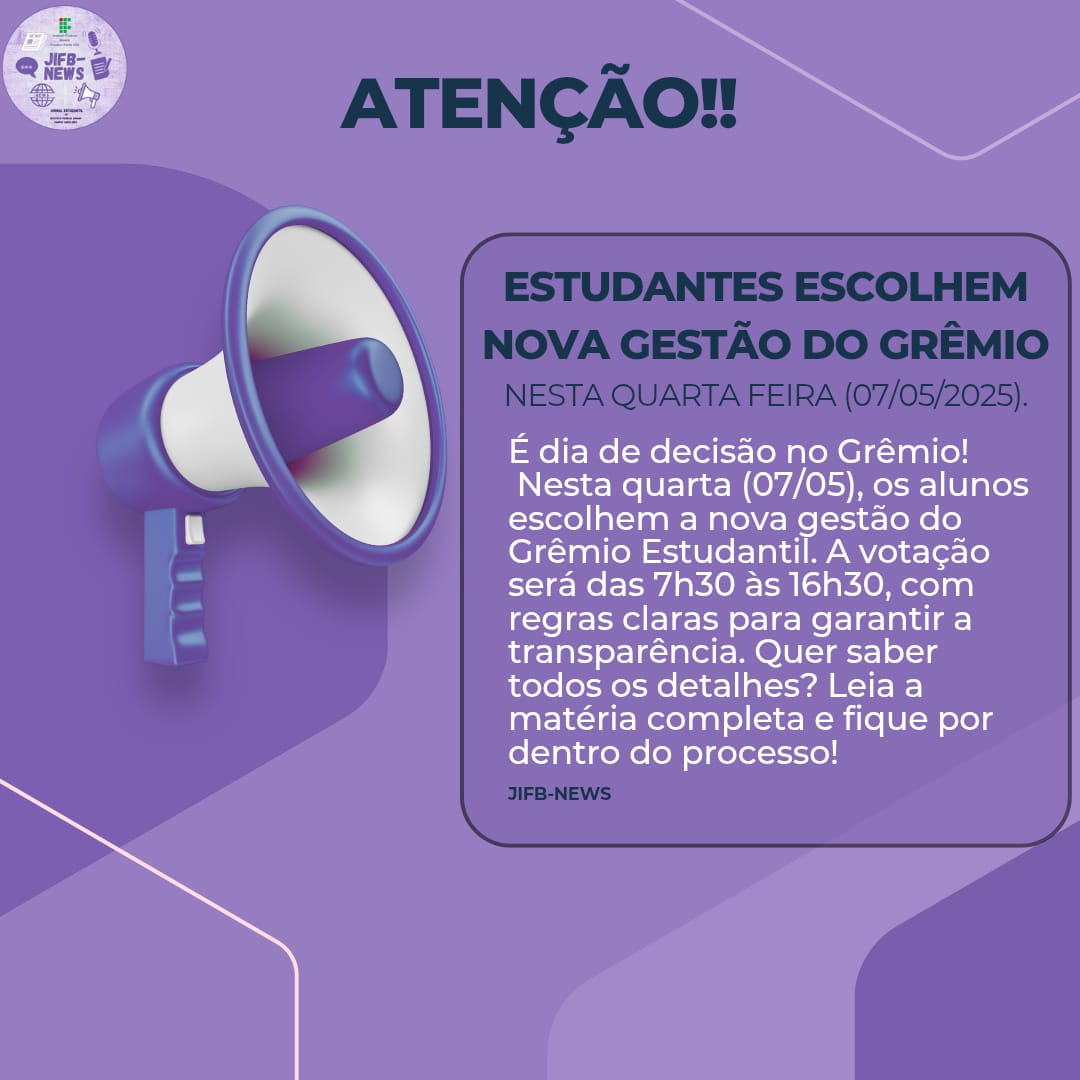 JIFB-
NEWS
ATENÇÃO!!
ESTUDANTES ESCOLHEM
NOVA GESTÃO DO GRÊMIO
NESTA QUARTA FEIRA (07/05/2025).
É dia de decisão no Grêmio!
Nesta quarta (07/05), os alunos
escolhem a nova gestão do
Grêmio Estudantil. A votação
será das 7h30 às 16h30, com
regras claras para garantir a
transparência. Quer saber
todos os detalhes? Leia a
matéria completa e fique por
dentro do processo!
JIFB-NEWS